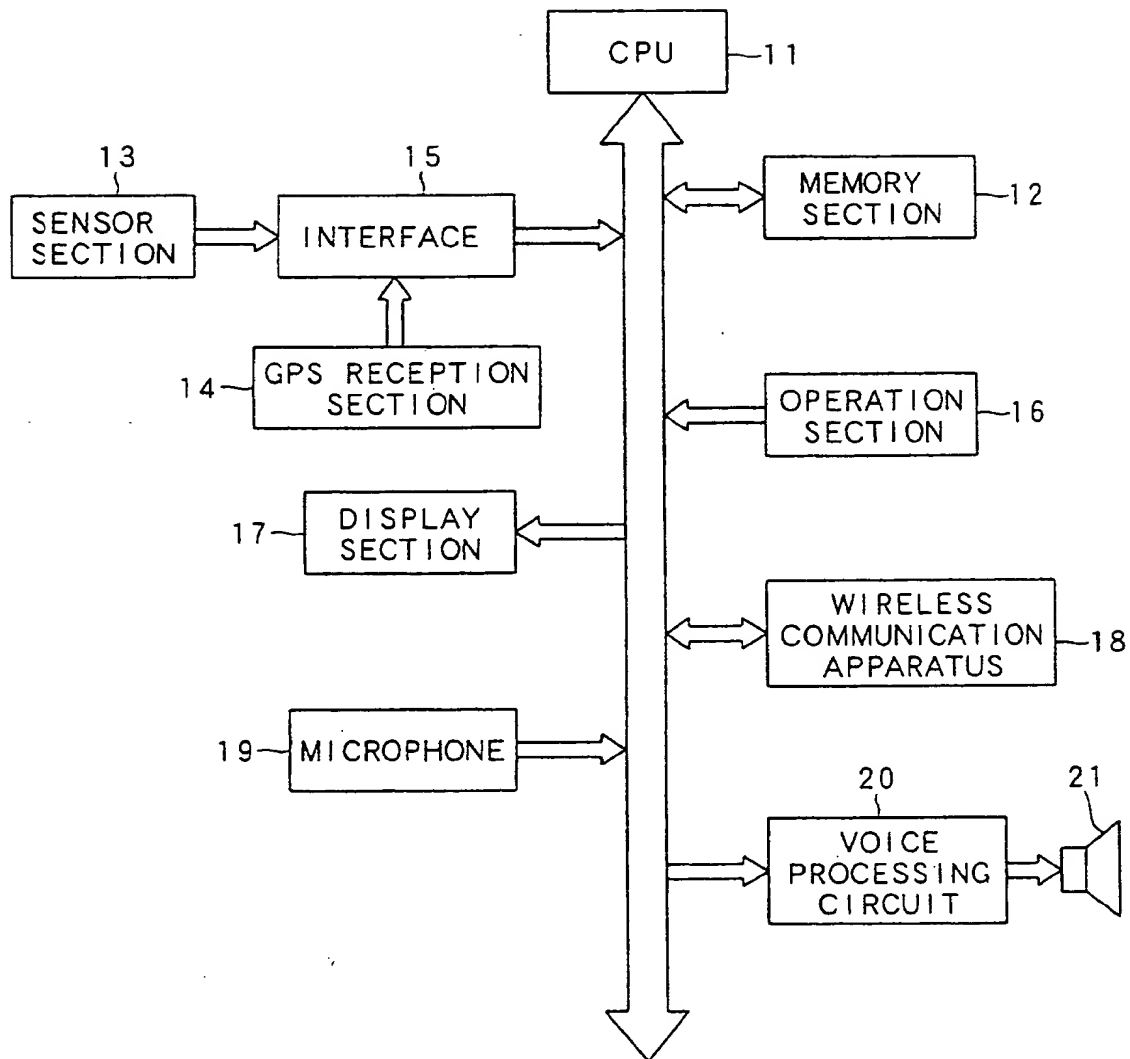 CPU
11
13
SENSOR
SECTION
15
INTERFACE
MEMORY
SECTION
12
14
GPS RECEPTION
SECTION
OPERATION
SECTION
16
17
DISPLAY
SECTION
WIRELESS
COMMUNICATION
APPARATUS
18
19
MICROPHONE
20
VOICE
PROCESSING
CIRCUIT
21